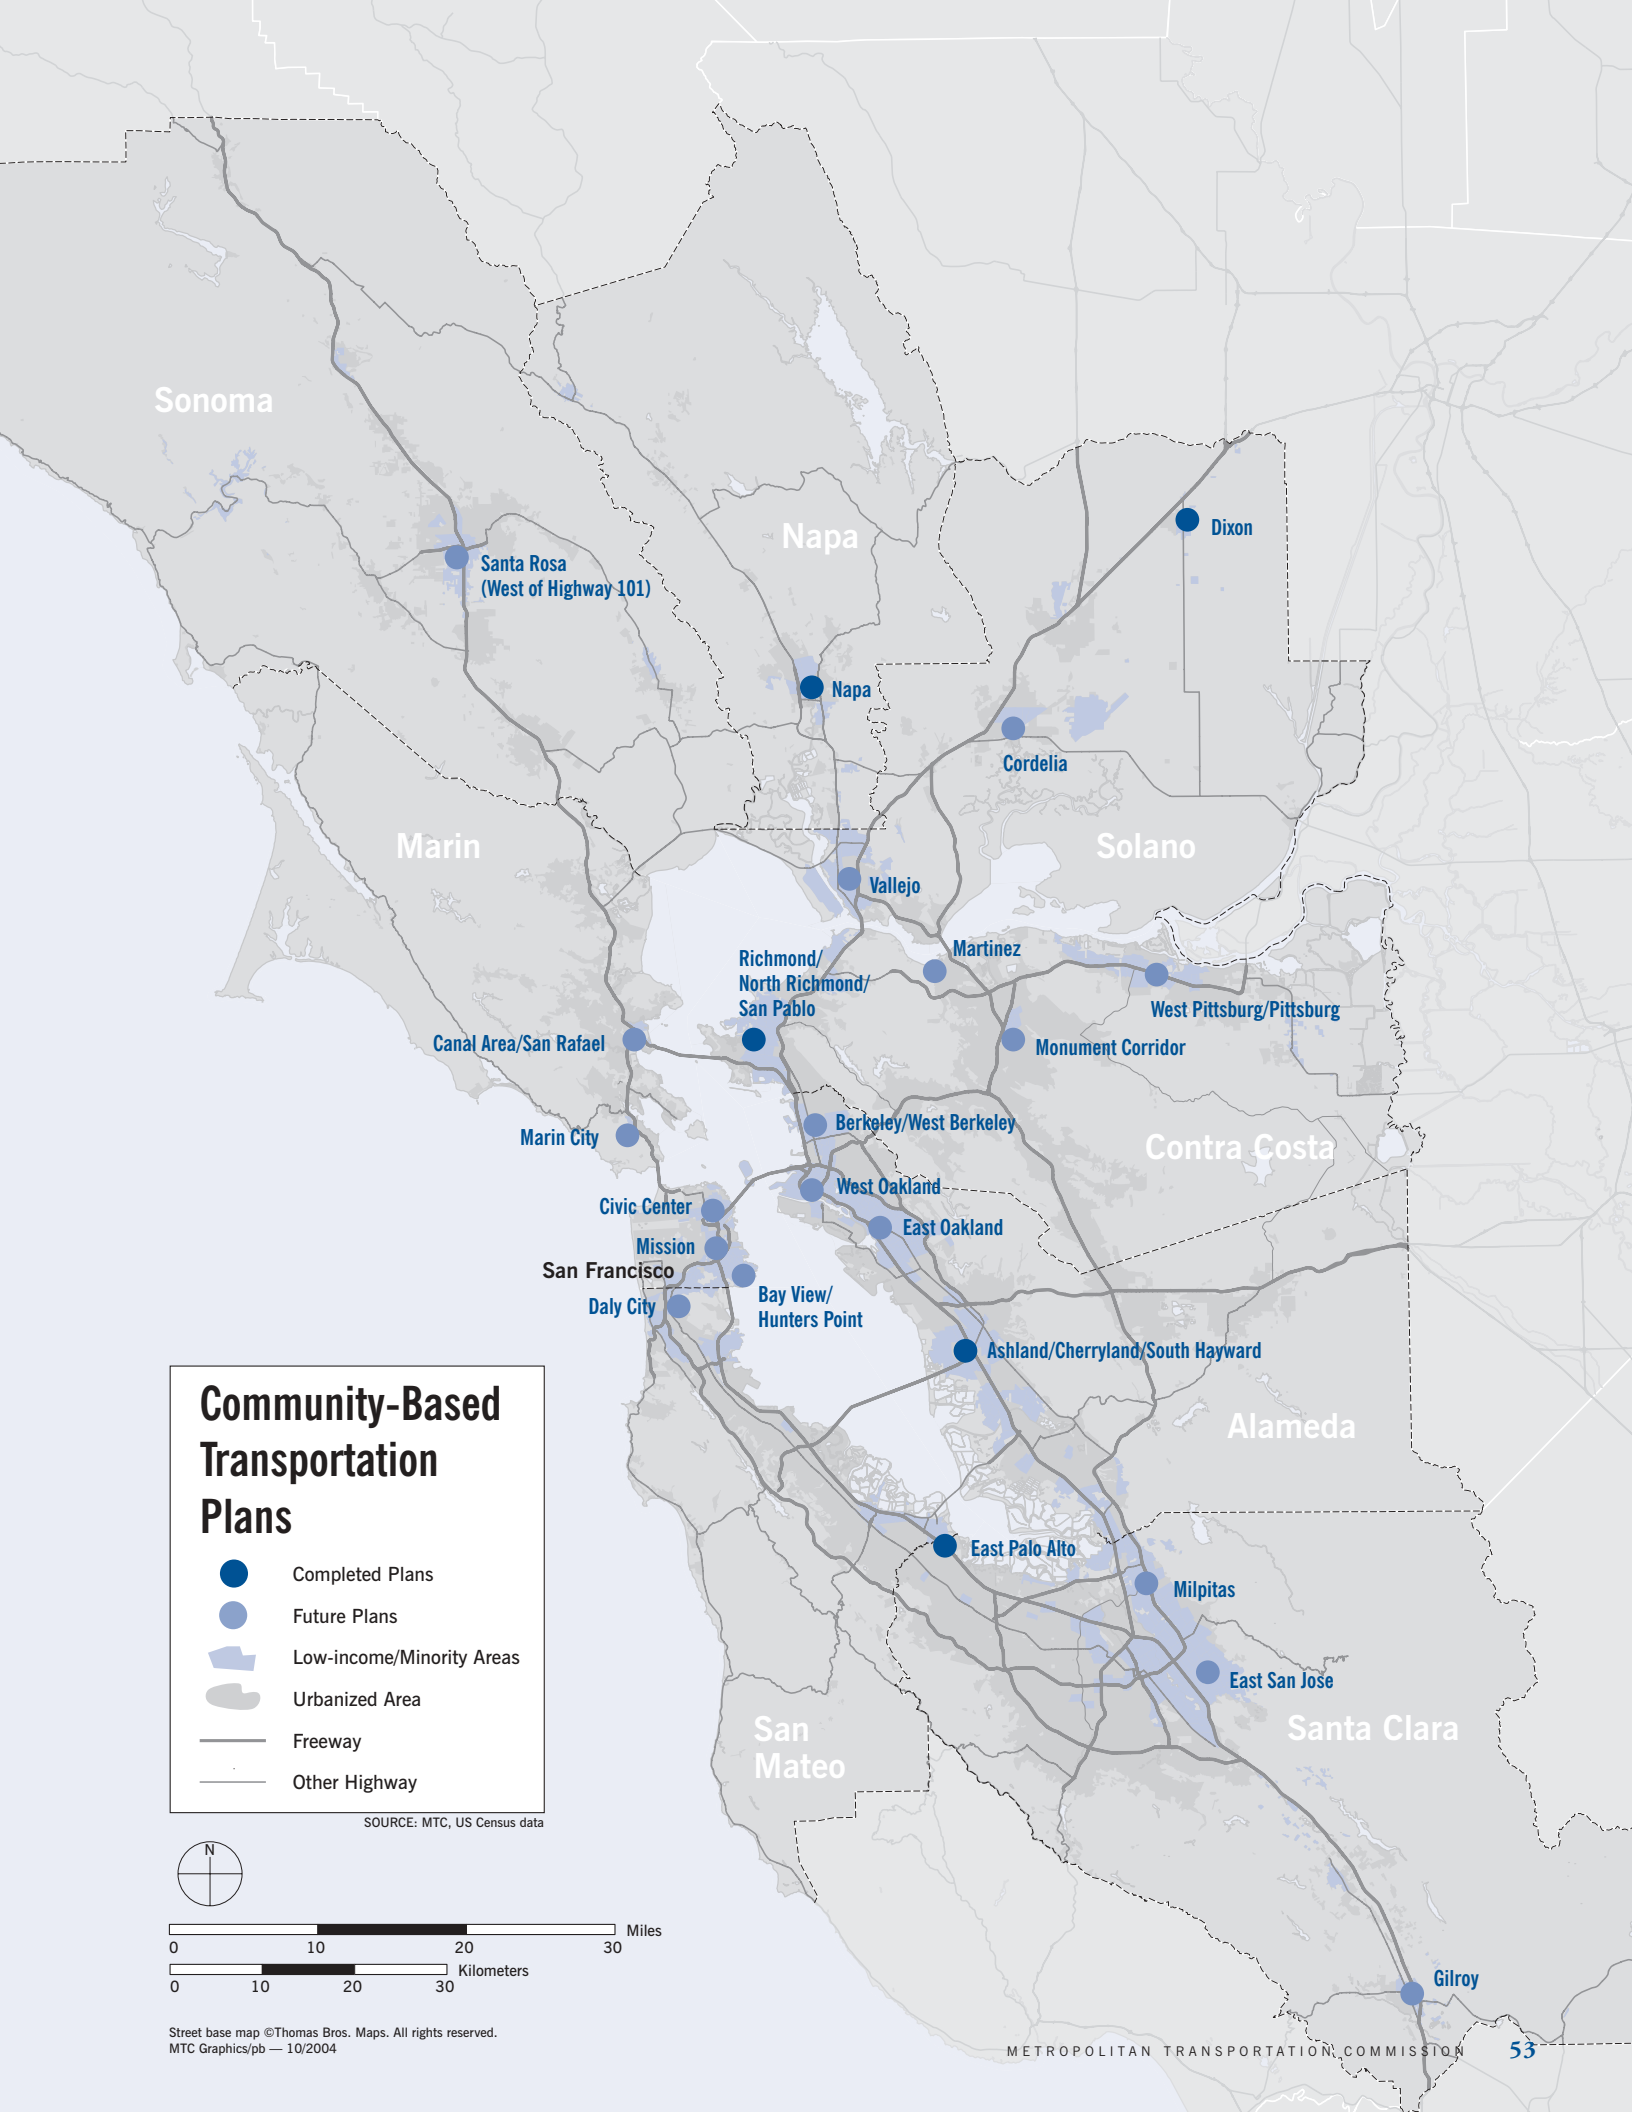 Sonoma
Napa
Dixon
Santa Rosa
(West of Highway 101)
Napa
Cordelia
Marin
Solano
Vallejo
Martinez
Richmond/
North Richmond/
San Pablo
West Pittsburg/Pittsburg
Canal Area/San Rafael
Monument Corridor
Berkeley/West Berkeley
Marin City
Contra Costa
West Oakland
Civic Center
East Oakland
Mission
San Francisco
Bay View/
Hunters Point
Daly City
Ashland/Cherryland/South Hayward
Alameda
East Palo Alto
Milpitas
East San Jose
Santa Clara
San
Mateo
Gilroy
Community-Based
Transportation
Plans
Completed Plans
Future Plans
Low-income/Minority Areas
Urbanized Area
Freeway
Other Highway
SOURCE: MTC, US Census data
N
Miles
0 10 20 30
Kilometers
0 10 20 30
Street base map ©Thomas Bros. Maps. All rights reserved.
MTC Graphics/pb — 10/2004
METROPOLITAN TRANSPORTATION COMMISSION 53